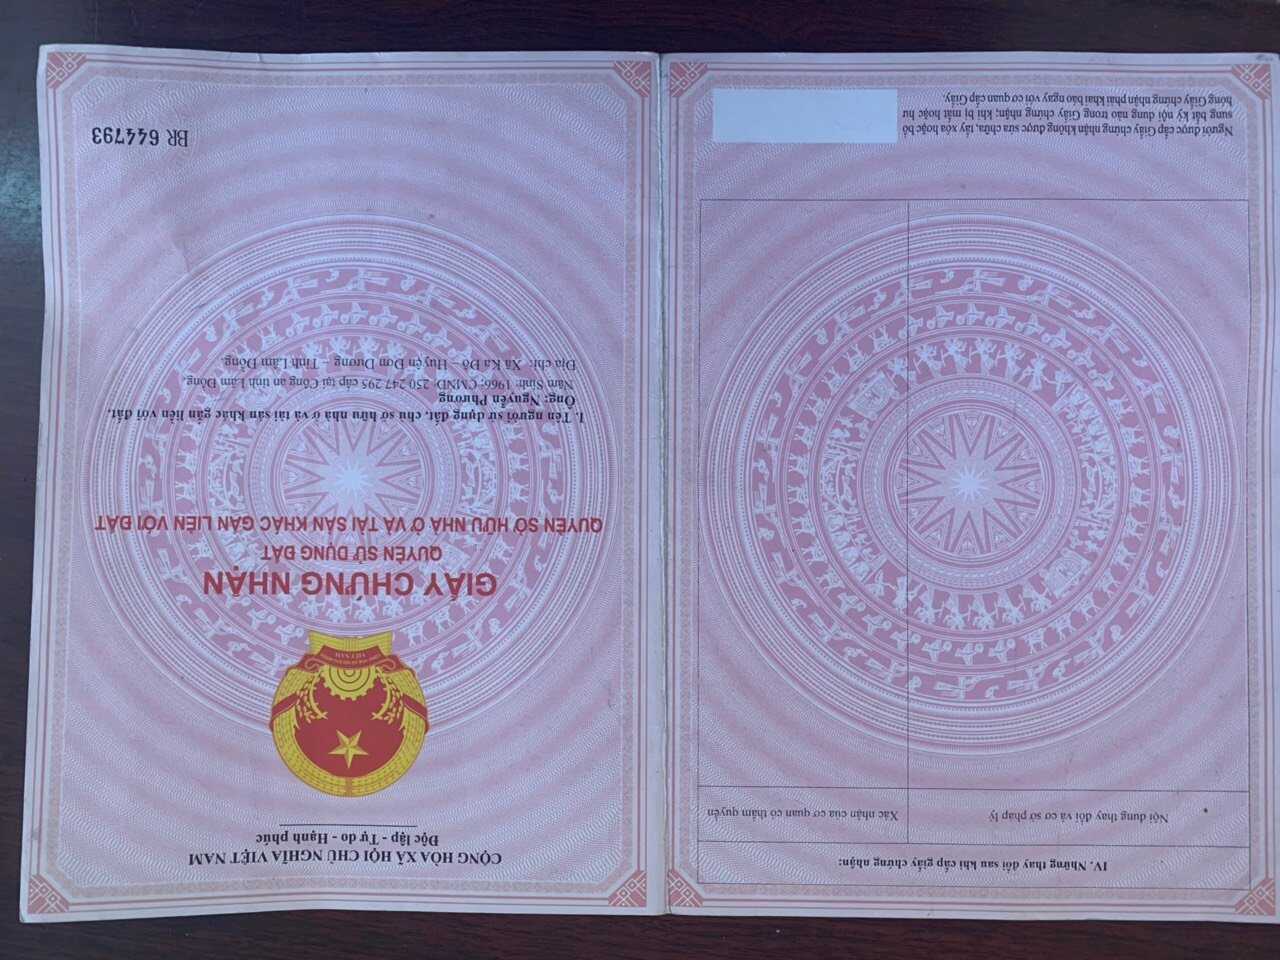 CỘNG HÒA XÃ HỘI CHỦ NGHĨA VIỆT NAM
Độc lập - Tự do - Hạnh phúc
VIỆT NAM
GIẤY CHỨNG NHẬN
QUYỀN SỬ DỤNG ĐẤT
QUYỀN SỞ HỮU NHÀ Ở VÀ TÀI SẢN KHÁC GẮN LIỀN VỚI ĐẤT
I. Tên người sử dụng đất, chủ sở hữu nhà ở và tài sản khác gắn liền với đất.
Ông: Nguyễn Phương
Năm Sinh: 1966; CMND: 250 247 295 cấp tại Công an tỉnh Lâm Đồng.
Địa chỉ: Xã Ka Đô – Huyện Đơn Dương – Tỉnh Lâm Đồng.
BR 644793
IV. Những thay đổi sau khi cấp giấy chứng nhận:
Nội dung thay đổi và cơ sở pháp lý
Xác nhận của cơ quan có thẩm quyền
Người được cấp Giấy chứng nhận không được sửa chữa, tẩy xóa hoặc bổ
sung bất kỳ nội dung nào trong Giấy chứng nhận; khi bị mất hoặc hư
hỏng Giấy chứng nhận phải khai báo ngay với cơ quan cấp Giấy.